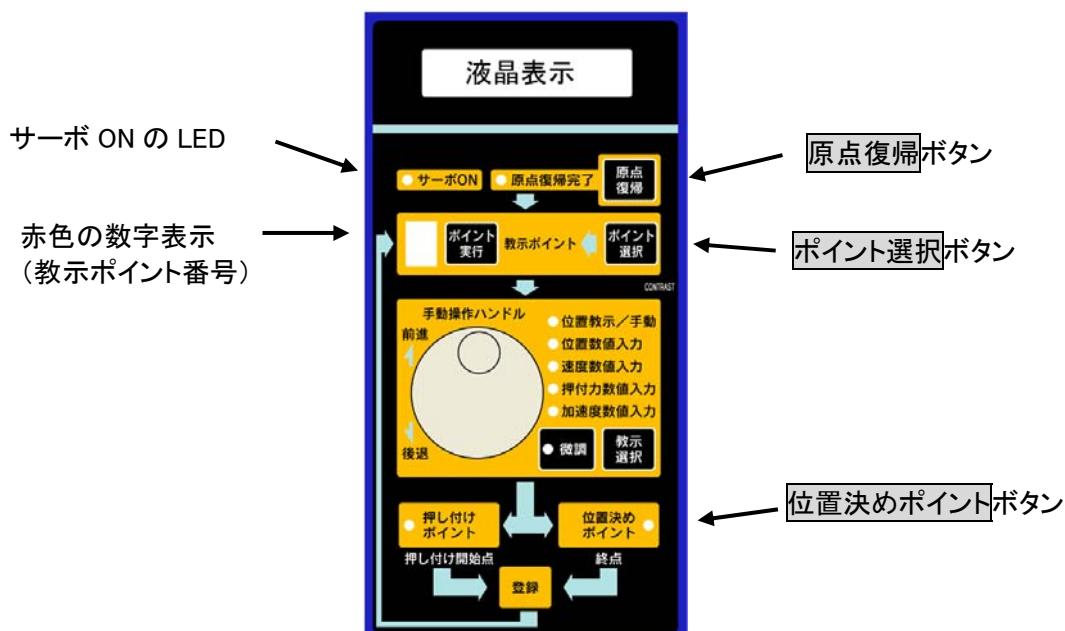 液晶表示
サーボ ON の LED
原点復帰ボタン
サーボON
原点復帰完了
原点
復帰
赤色の数字表示
（教示ポイント番号）
ポイント
実行
教示ポイント
ポイント
選択
ポイント選択ボタン
CONTRAST
手動操作ハンドル
前進
後退
位置教示／手動
位置数値入力
速度数値入力
押付力数値入力
加速度数値入力
微調
教示
選択
押し付け
ポイント
位置決め
ポイント
位置決めポイントボタン
押し付け開始点
終点
登録